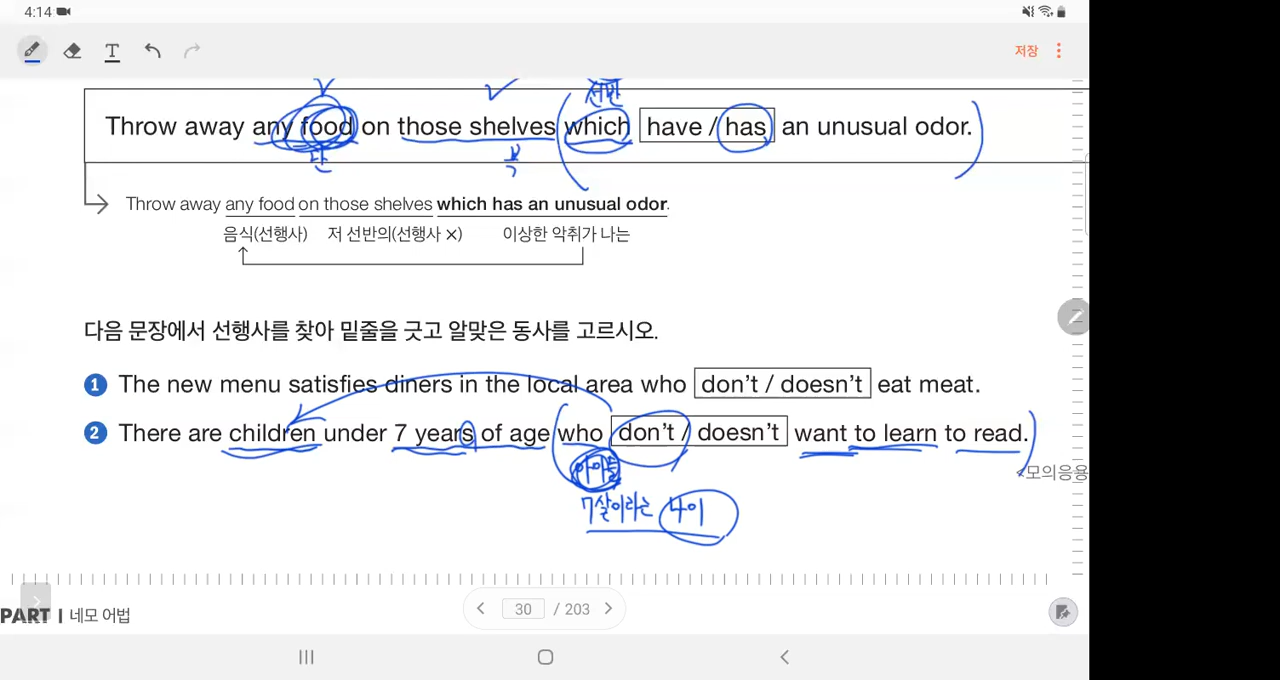 4:14
저장
선반
Throw away any food on those shelves which have / has an unusual odor.
단
복
Throw away any food on those shelves which has an unusual odor.
음식(선행사) 저 선반의(선행사 ×) 이상한 악취가 나는
다음 문장에서 선행사를 찾아 밑줄을 긋고 알맞은 동사를 고르시오.
1 The new menu satisfies diners in the local area who don't / doesn't eat meat.
2 There are children under 7 years of age who don't / doesn't want to learn to read.
아이들
<모의응용
7살이라는 나이
PART I 네모 어법
30 / 203